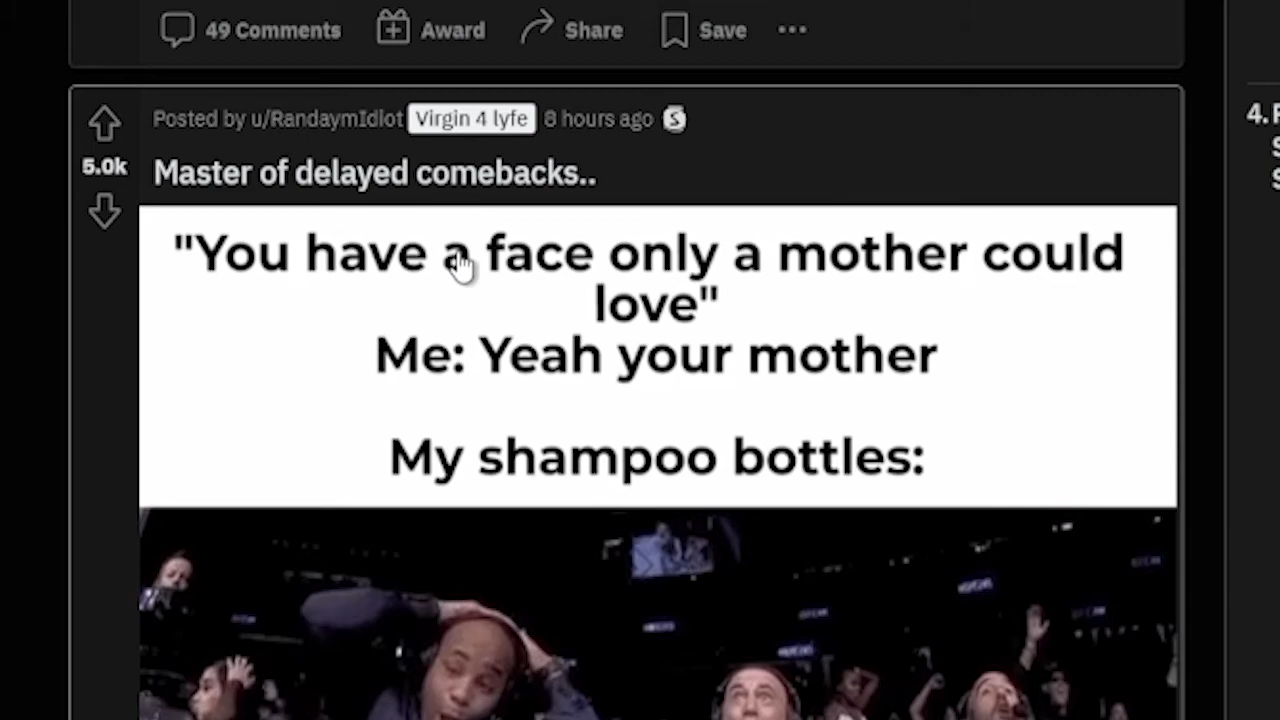 49 Comments Award Share Save
Posted by u/RandaymIdiot Virgin 4 lyfe 8 hours ago S
5.0k
Master of delayed comebacks..
"You have a face only a mother could
love"
Me: Yeah your mother
My shampoo bottles:
4.